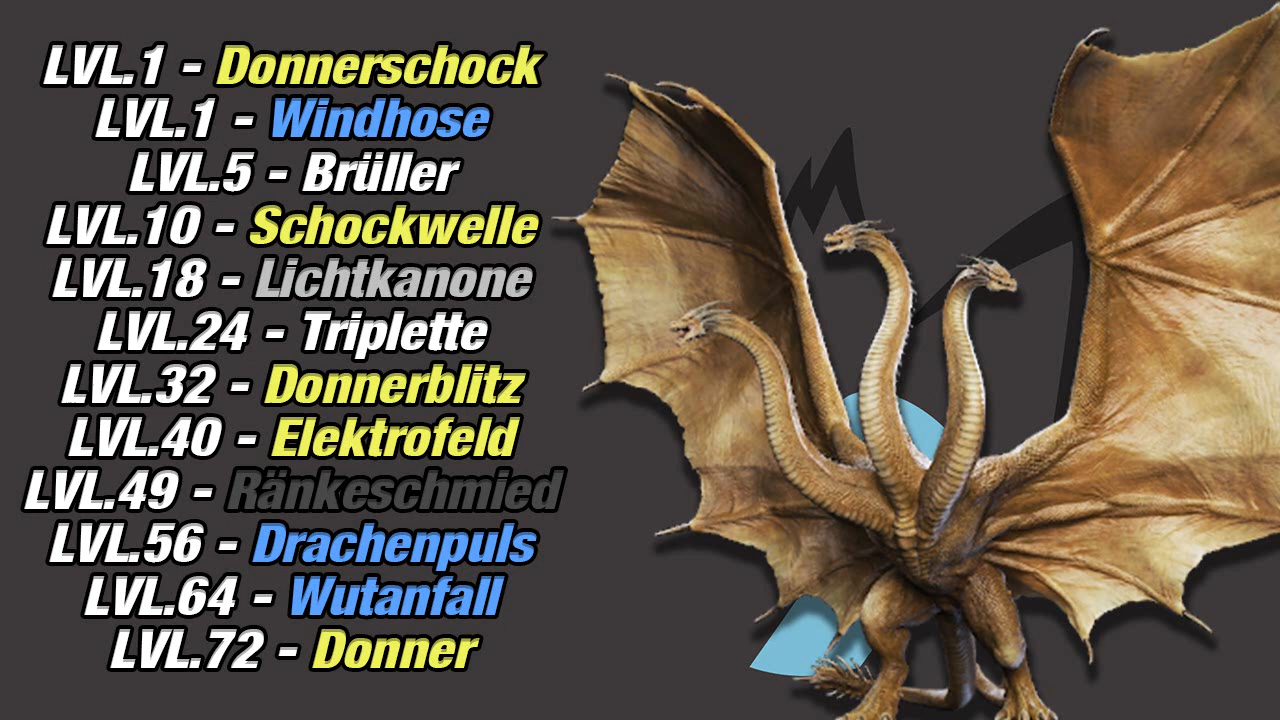 LVL.1 - Donnerschock
LVL.1 - Windhose
LVL.5 - Brüller
LVL.10 - Schockwelle
LVL.18 - Lichtkanone
LVL.24 - Triplette
LVL.32 - Donnerblitz
LVL.40 - Elektrofeld
LVL.49 - Ränkeschmied
LVL.56 - Drachenpuls
LVL.64 - Wutanfall
LVL.72 - Donner